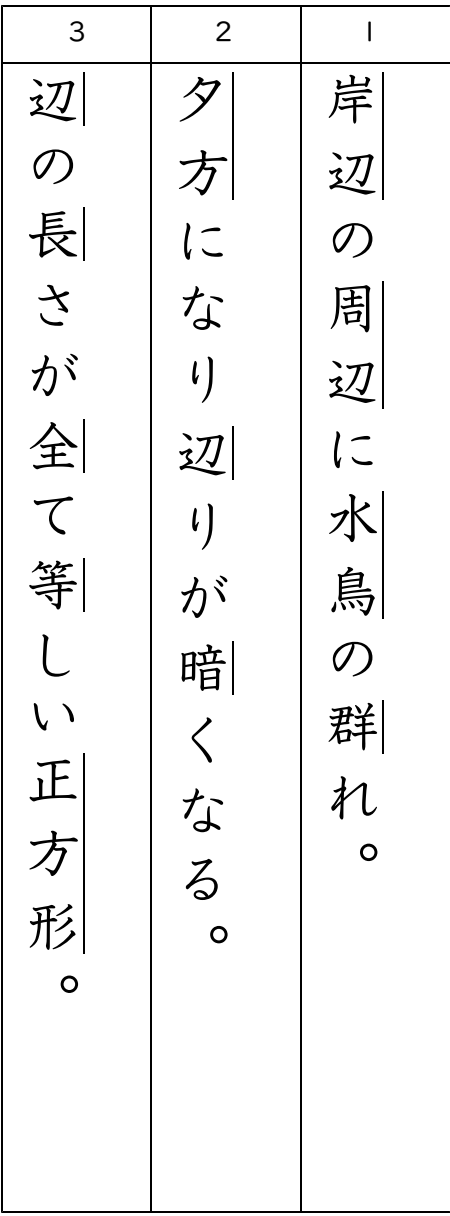 1
岸辺の周辺に水鳥の群れ。
2
夕方になり辺りが暗くなる。
3
辺の長さが全て等しい正方形。